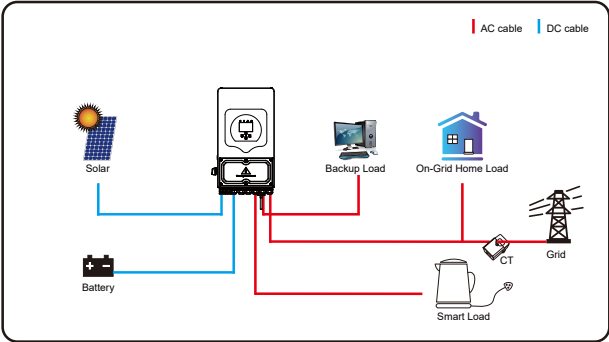 AC cable
DC cable
Solar
Backup Load
On-Grid Home Load
CT
Grid
Battery
Smart Load